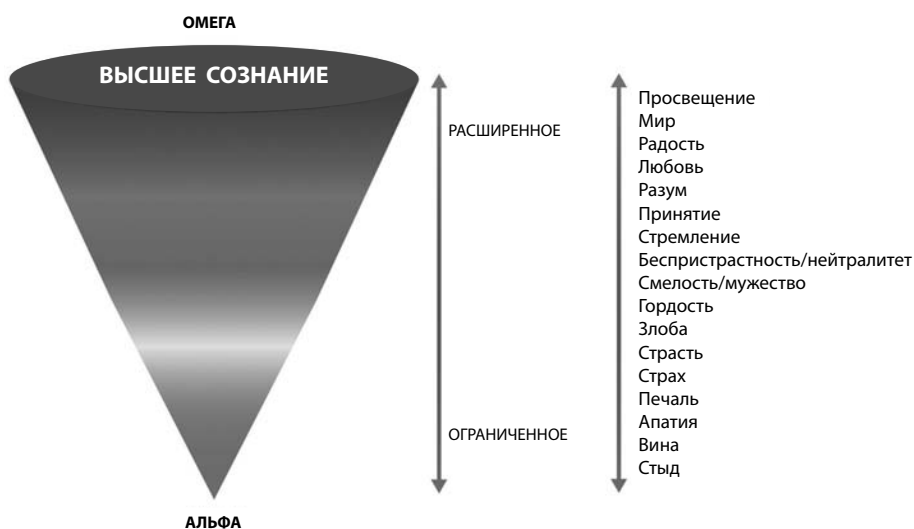 ОМЕГА
ВЫСШЕЕ СОЗНАНИЕ
РАСШИРЕННОЕ
ОГРАНИЧЕННОЕ
Просвещение
Мир
Радость
Любовь
Разум
Принятие
Стремление
Беспристрастность/нейтралитет
Смелость/мужество
Гордость
Злоба
Страсть
Страх
Печаль
Апатия
Вина
Стыд
АЛЬФА